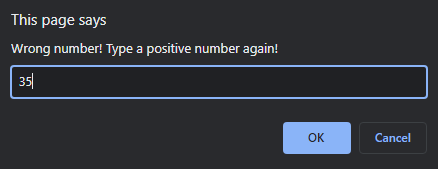 This page says
Wrong number! Type a positive number again!
35
OK Cancel